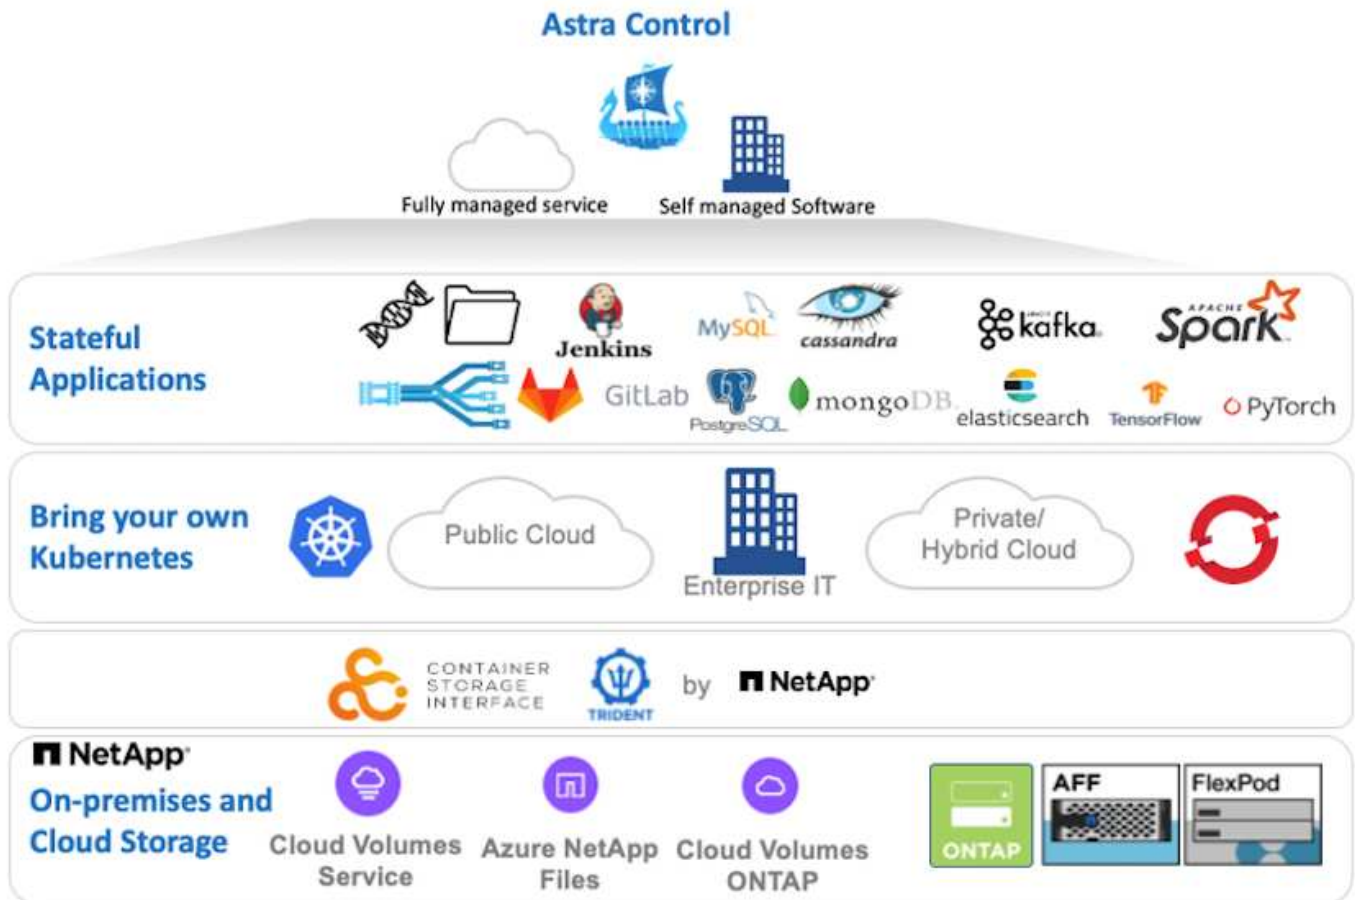 Astra Control
Fully managed service
Self managed Software
Stateful
Applications
Jenkins
MySQL
cassandra
kafka
APACHE
Spark
GitLab
PostgreSQL
mongoDB
elasticsearch
TensorFlow
PyTorch
Bring your own
Kubernetes
Public Cloud
Enterprise IT
Private/
Hybrid Cloud
CONTAINER
STORAGE
INTERFACE
TRIDENT
by
NetApp
NetApp
On-premises and
Cloud Storage
Cloud Volumes
Service
Azure NetApp
Files
Cloud Volumes
ONTAP
ONTAP
AFF
FlexPod